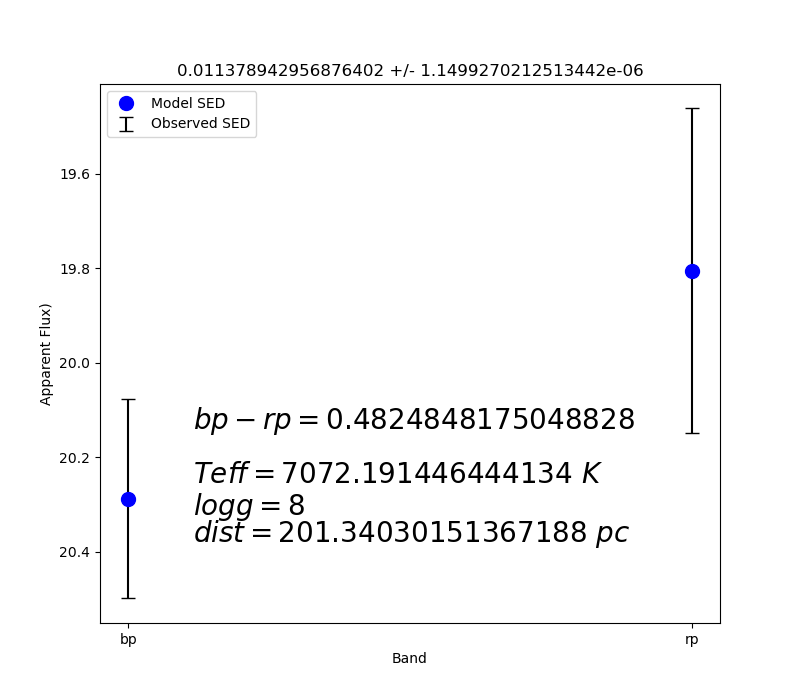 0.011378942956876402 +/- 1.1499270212513442e-06
Model SED
Observed SED
19.6
19.8
20.0
20.2
20.4
Apparent Flux)
bp − rp = 0.4824848175048828
Teff = 7072.191446444134 K
logg = 8
dist = 201.34030151367188 pc
bp
rp
Band